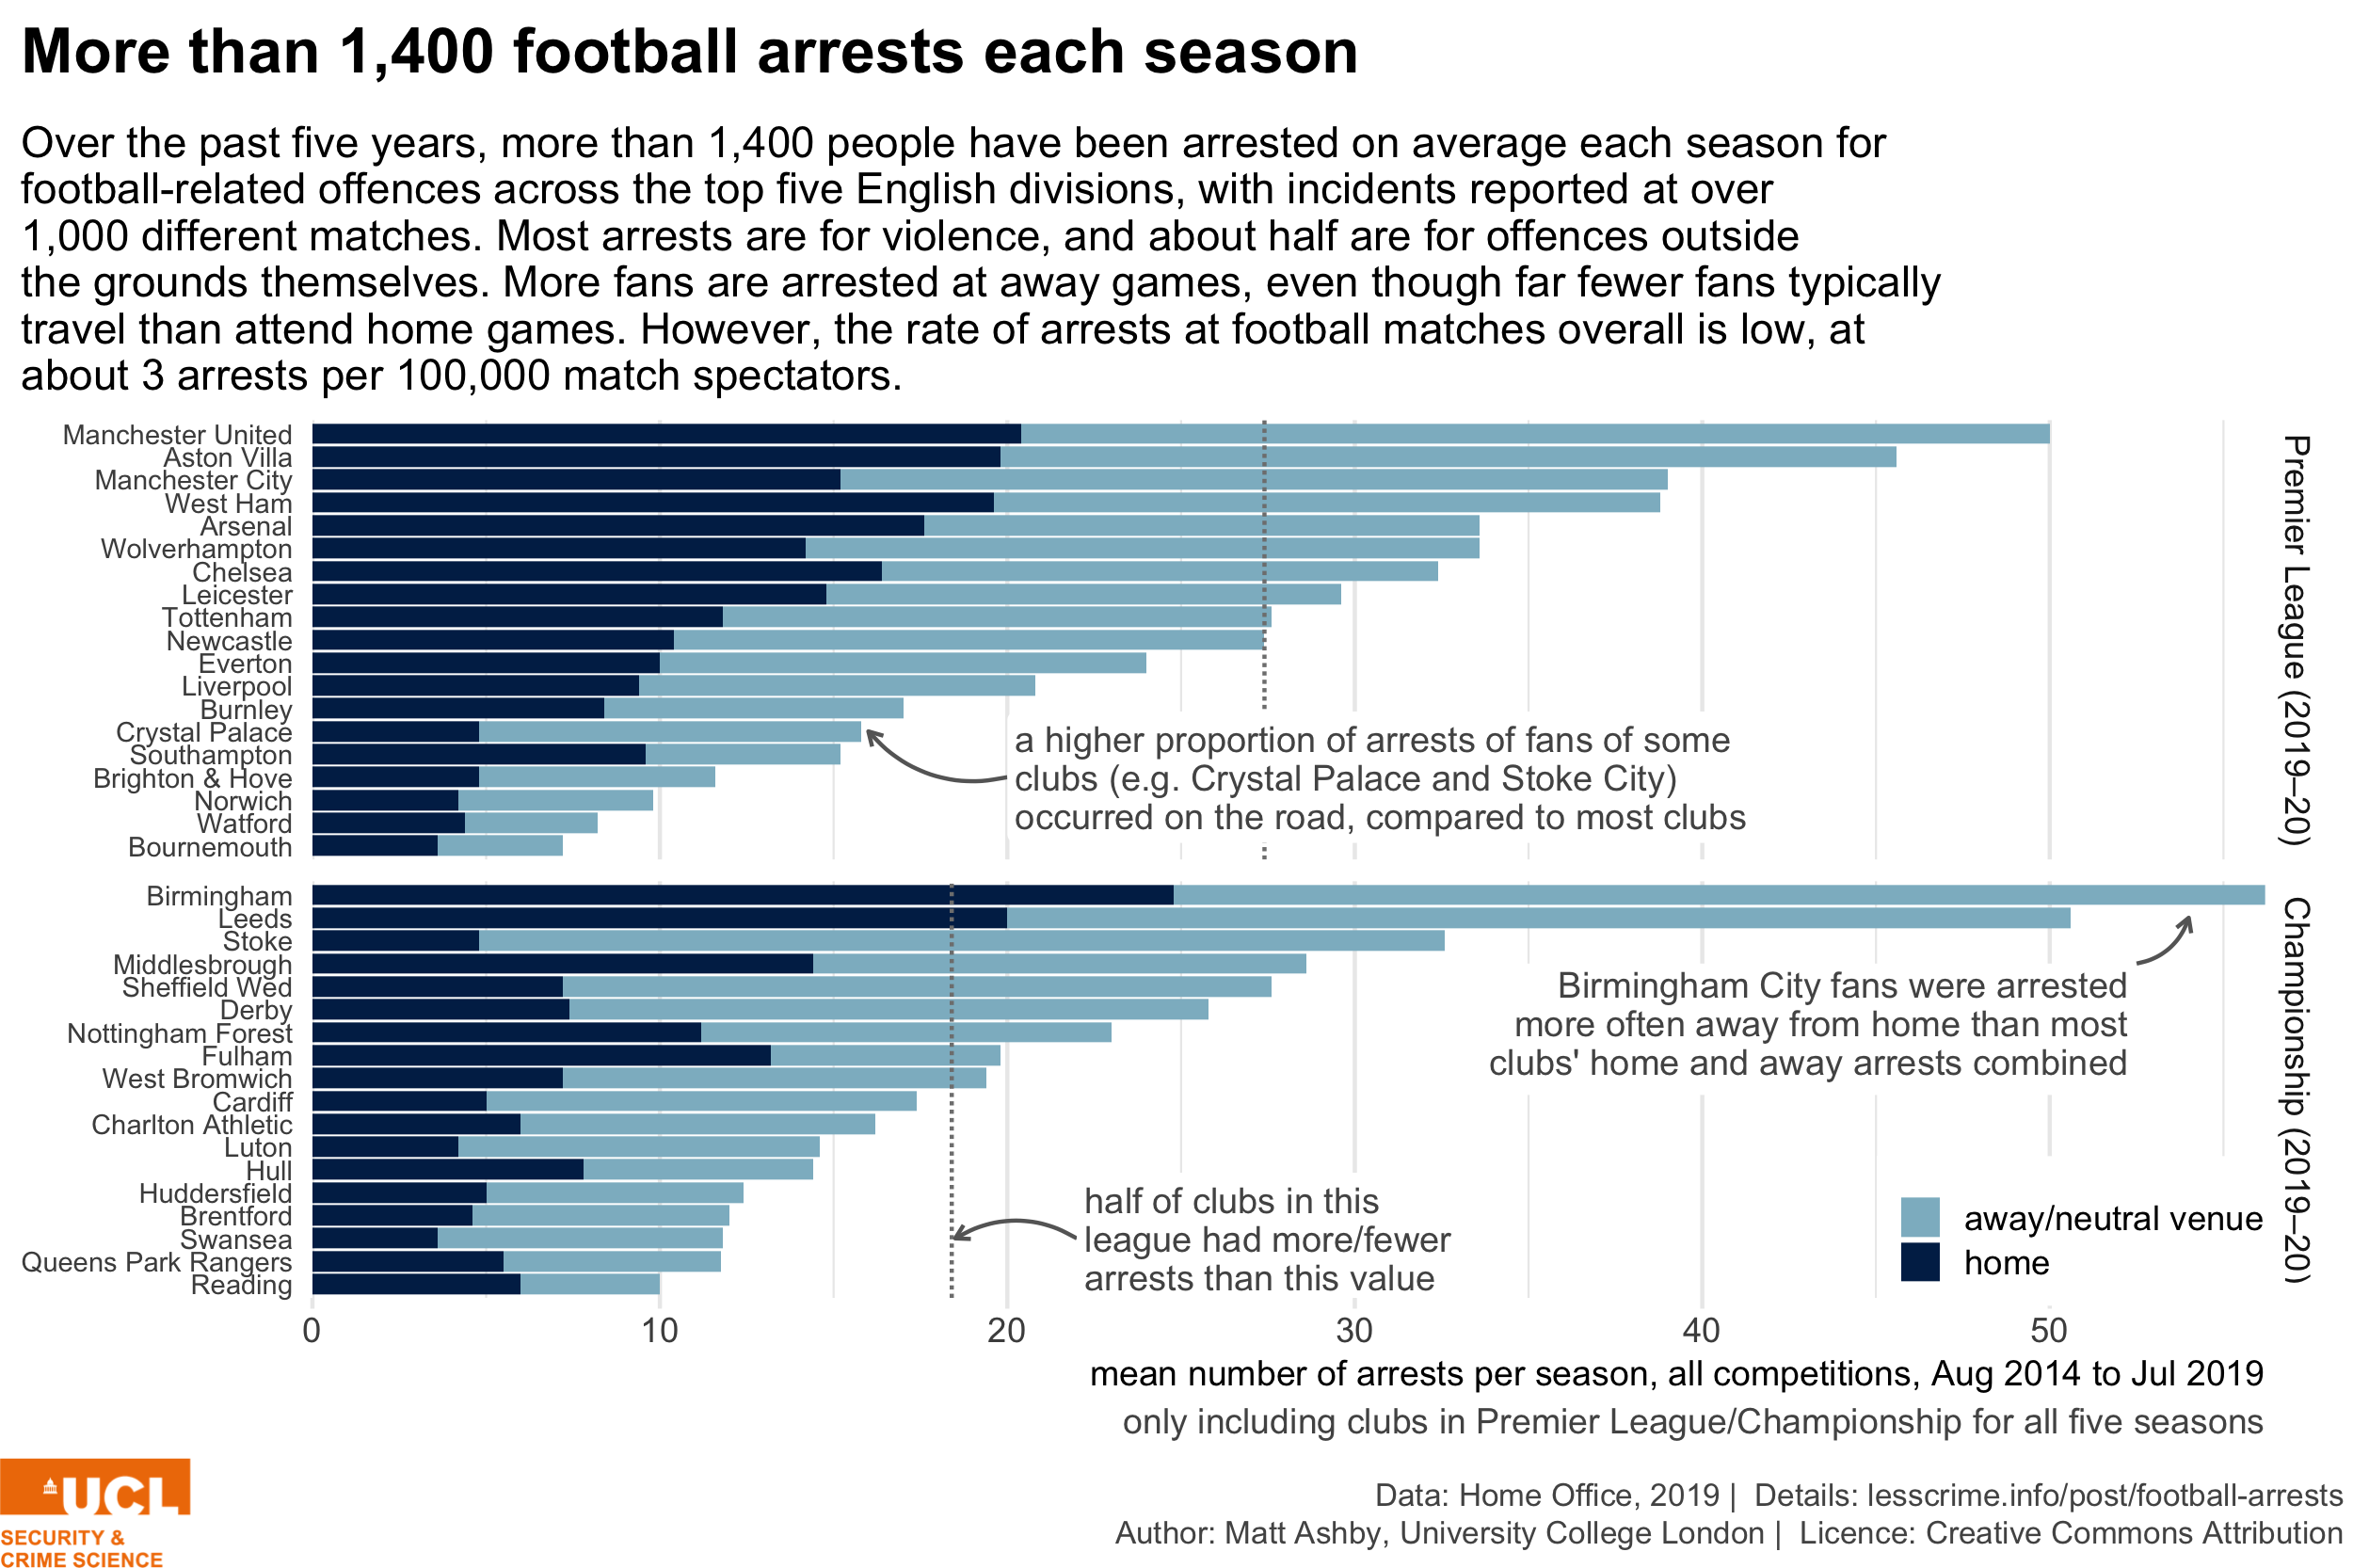 More than 1,400 football arrests each season
Over the past five years, more than 1,400 people have been arrested on average each season for
football-related offences across the top five English divisions, with incidents reported at over
1,000 different matches. Most arrests are for violence, and about half are for offences outside
the grounds themselves. More fans are arrested at away games, even though far fewer fans typically
travel than attend home games. However, the rate of arrests at football matches overall is low, at
about 3 arrests per 100,000 match spectators.
Manchester United
Aston Villa
Manchester City
West Ham
Arsenal
Wolverhampton
Chelsea
Leicester
Tottenham
Newcastle
Everton
Liverpool
Burnley
Crystal Palace
Southampton
Brighton & Hove
Norwich
Watford
Bournemouth
a higher proportion of arrests of fans of some
clubs (e.g. Crystal Palace and Stoke City)
occurred on the road, compared to most clubs
Premier League (2019–20)
Birmingham
Leeds
Stoke
Middlesbrough
Sheffield Wed
Derby
Nottingham Forest
Fulham
West Bromwich
Cardiff
Charlton Athletic
Luton
Hull
Huddersfield
Brentford
Swansea
Queens Park Rangers
Reading
Birmingham City fans were arrested
more often away from home than most
clubs' home and away arrests combined
half of clubs in this
league had more/fewer
arrests than this value
away/neutral venue
home
Championship (2019–20)
0 10 20 30 40 50
mean number of arrests per season, all competitions, Aug 2014 to Jul 2019
only including clubs in Premier League/Championship for all five seasons
Data: Home Office, 2019 | Details: lesscrime.info/post/football-arrests
Author: Matt Ashby, University College London | Licence: Creative Commons Attribution
UCL
SECURITY &
CRIME SCIENCE